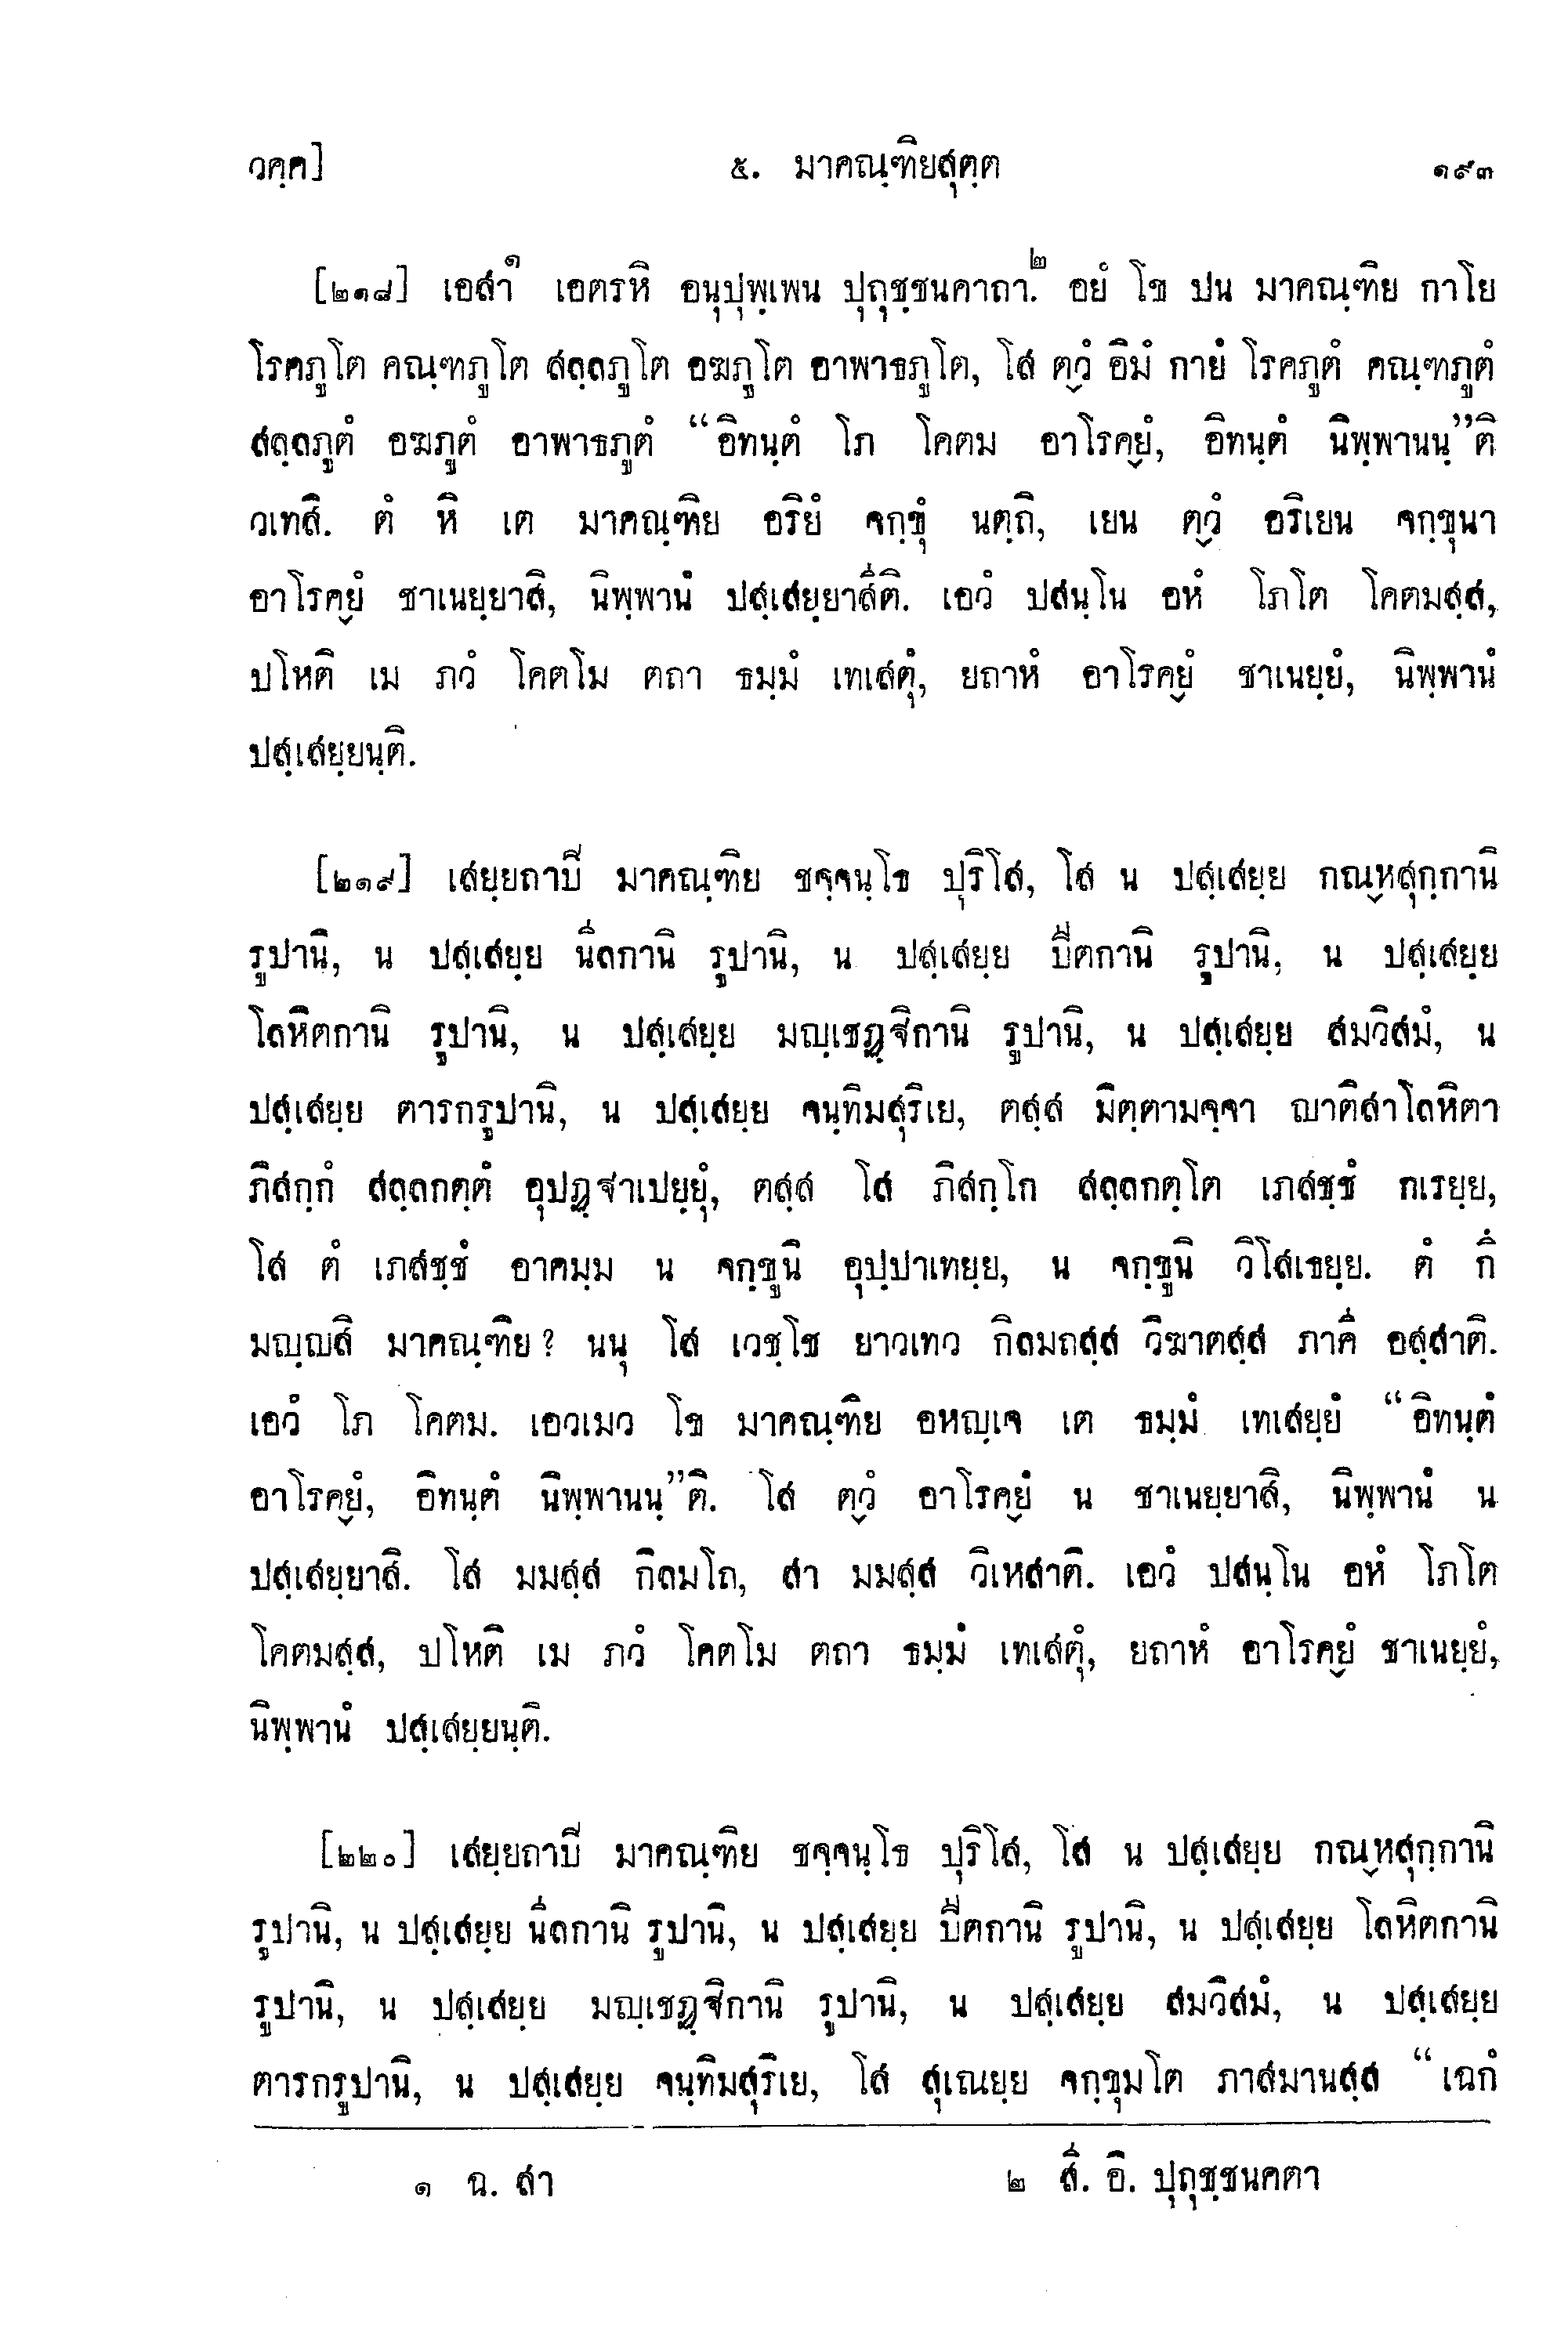 วคฺค] ๕. มาคณฺฑิยสุตฺต ๑๙๓
[๒๑๘] เอสา๑ เอตรหิ อนุปุพฺเพน ปุถุชฺชนคาถา.๒ อยํ โข ปน มาคณฺฑิย กาโย
โรคภูโต คณฺฑภูโต สลฺลภูโต อฆภูโต อาพาธภูโต, โส ตฺวํ อิมํ กายํ โรคภูตํ คณฺฑภูตํ
สลฺลภูตํ อฆภูตํ อาพาธภูตํ “อิทนฺตํ โภ โคตม อาโรคฺยํ, อิทนฺตํ นิพฺพานนฺ”ติ
วเทสิ. ตํ หิ เต มาคณฺฑิย อริยํ จกฺขุํ นตฺถิ, เยน ตฺวํ อริเยน จกฺขุนา
อาโรคฺยํ ชาเนยฺยาสิ, นิพฺพานํ ปสฺเสยฺยาสีติ. เอวํ ปสนฺโน อหํ โภโต โคตมสฺส,
ปโหติ เม ภวํ โคตโม ตถา ธมฺมํ เทเสตุํ, ยถาหํ อาโรคฺยํ ชาเนยฺยํ, นิพฺพานํ
ปสฺเสยฺยนฺติ.
[๒๑๙] เสยฺยถาปิ มาคณฺฑิย ชจฺจนฺโธ ปุริโส, โส น ปสฺเสยฺย กณฺหสุกฺกานิ
รูปานิ, น ปสฺเสยฺย นีลกานิ รูปานิ, น ปสฺเสยฺย ปีตกานิ รูปานิ, น ปสฺเสยฺย
โลหิตกานิ รูปานิ, น ปสฺเสยฺย มญฺเชฏฺฐิกานิ รูปานิ, น ปสฺเสยฺย สมวิสมํ, น
ปสฺเสยฺย ตารกรูปานิ, น ปสฺเสยฺย จนฺทิมสุริเย, ตสฺส มิตฺตามจฺจา ญาติสาโลหิตา
ภิสกฺกํ สลฺลกตฺตํ อุปฏฺฐาเปยฺยุํ, ตสฺส โส ภิสกฺโก สลฺลกตฺโต เภสชฺชํ กเรยฺย,
โส ตํ เภสชฺชํ อาคมฺม น จกฺขูนิ อุปฺปาเทยฺย, น จกฺขูนิ วิโสเธยฺย. ตํ กึ
มญฺญสิ มาคณฺฑิย? นนุ โส เวชฺโช ยาวเทว กิลมถสฺส วิฆาตสฺส ภาคี อสฺสาติ.
เอวํ โภ โคตม. เอวเมว โข มาคณฺฑิย อหญฺเจ เต ธมฺมํ เทเสยฺยํ “อิทนฺตํ
อาโรคฺยํ, อิทนฺตํ นิพฺพานนฺ”ติ. โส ตฺวํ อาโรคฺยํ น ชาเนยฺยาสิ, นิพฺพานํ น
ปสฺเสยฺยาสิ. โส มมสฺส กิลมโถ, สา มมสฺส วิเหสาติ. เอวํ ปสนฺโน อหํ โภโต
โคตมสฺส, ปโหติ เม ภวํ โคตโม ตถา ธมฺมํ เทเสตุํ, ยถาหํ อาโรคฺยํ ชาเนยฺยํ,
นิพฺพานํ ปสฺเสยฺยนฺติ.
[๒๒๐] เสยฺยถาปิ มาคณฺฑิย ชจฺจนฺโธ ปุริโส, โส น ปสฺเสยฺย กณฺหสุกฺกานิ
รูปานิ, น ปสฺเสยฺย นีลกานิ รูปานิ, น ปสฺเสยฺย ปีตกานิ รูปานิ, น ปสฺเสยฺย โลหิตกานิ
รูปานิ, น ปสฺเสยฺย มญฺเชฏฺฐิกานิ รูปานิ, น ปสฺเสยฺย สมวิสมํ, น ปสฺเสยฺย
ตารกรูปานิ, น ปสฺเสยฺย จนฺทิมสุริเย, โส สุเณยฺย จกฺขุมโต ภาสมานสฺส “เฉกํ
๑ ฉ. สา ๒ สี. อิ. ปุถุชฺชนคตา